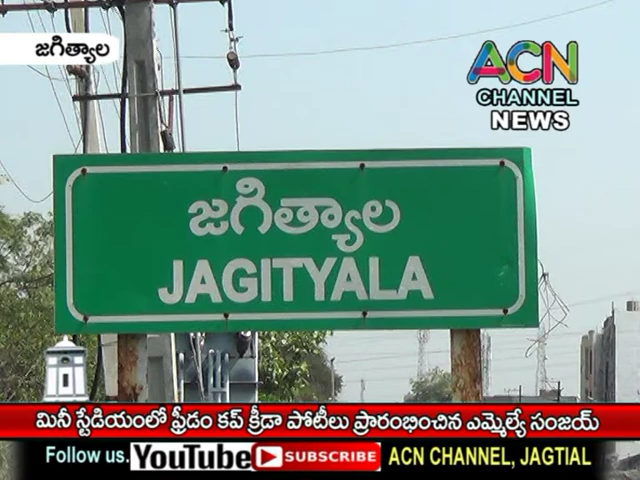 జగిత్యాల
ACN
CHANNEL
NEWS
జగిత్యాల
JAGITYALA
మినీ స్టేడియంలో ఫ్రీడం కప్ క్రీడా పోటీలు ప్రారంభించిన ఎమ్మెల్యే సంజయ్
Follow us. YouTube SUBSCRIBE ACN CHANNEL, JAGTIAL